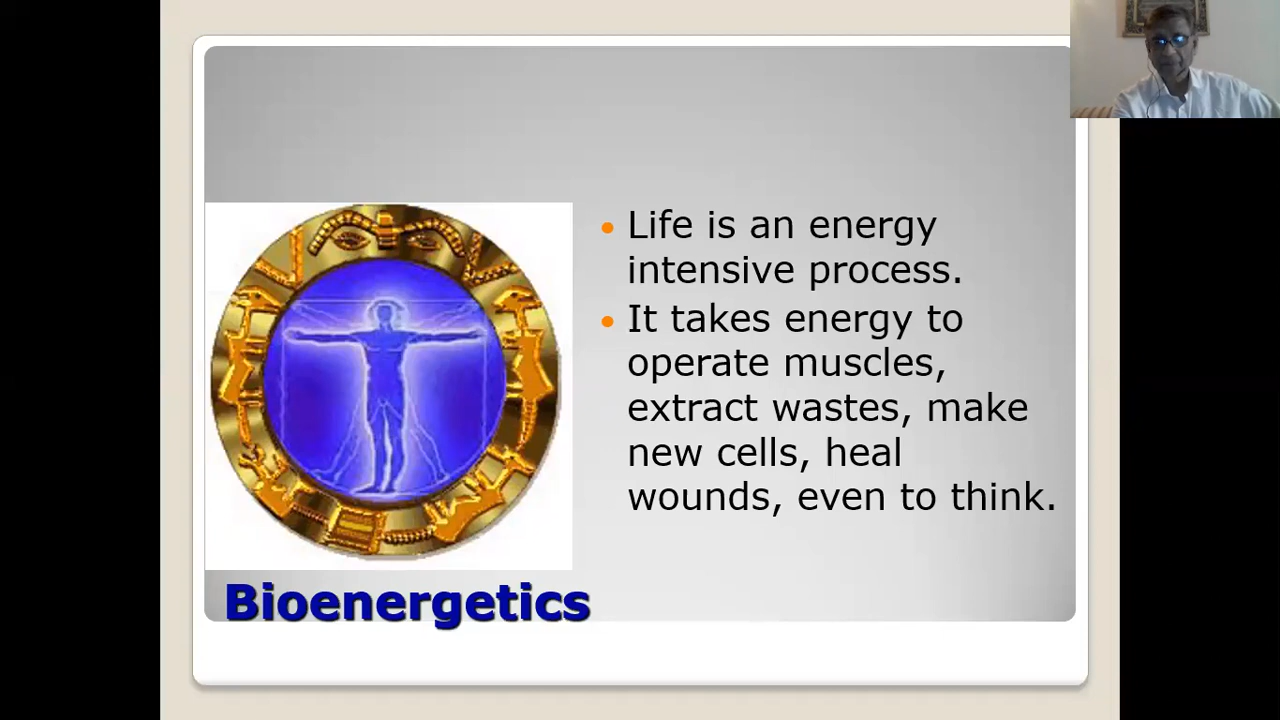 Life is an energy
intensive process.
It takes energy to
operate muscles,
extract wastes, make
new cells, heal
wounds, even to think.
Bioenergetics